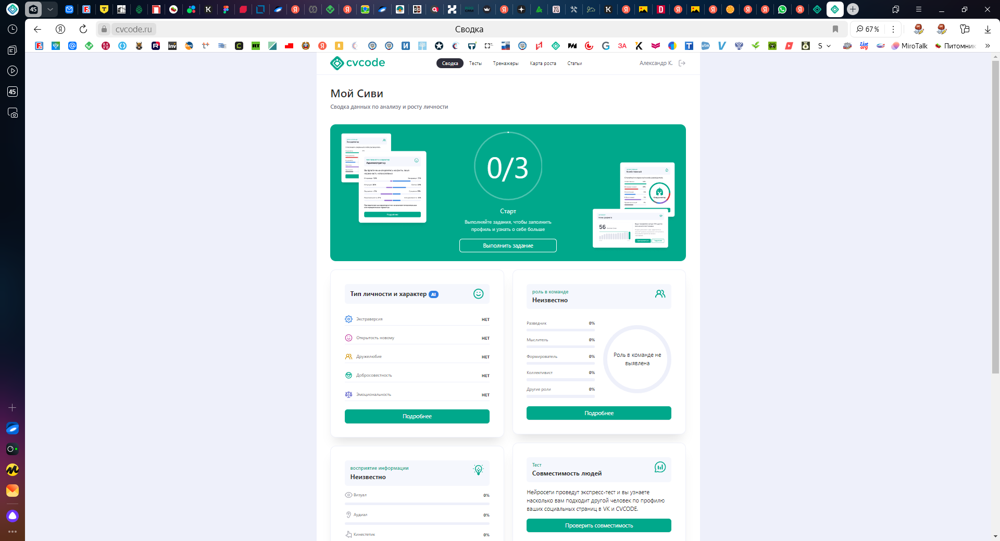 45
cvcode.ru
Сводка
67 %
S
MiroTalk
Питомник
45
cvcode
Сводка
Тесты
Тренажеры
Карта роста
Статьи
Александр К.
Мой Сиви
Сводка данных по анализу и росту личности
Администратор
0/3
Старт
Выполняйте задания, чтобы заполнить
профиль и узнать о себе больше
Выполнить задание
56
Тип личности и характер AI
Экстраверсия НЕТ
Открытость новому НЕТ
Дружелюбие НЕТ
Добросовестность НЕТ
Эмоциональность НЕТ
Подробнее
роль в команде
Неизвестно
Разведчик 0%
Мыслитель 0%
Формирователь 0%
Коллективист 0%
Другие роли 0%
Роль в команде не
выявлена
Подробнее
восприятие информации
Неизвестно
Визуал 0%
Аудиал 0%
Кинестетик 0%
Тест
Совместимость людей
Нейросети проведут экспресс-тест и вы узнаете
насколько вам подходит другой человек по профилю
ваших социальных страниц в VK и CVCODE.
Проверить совместимость